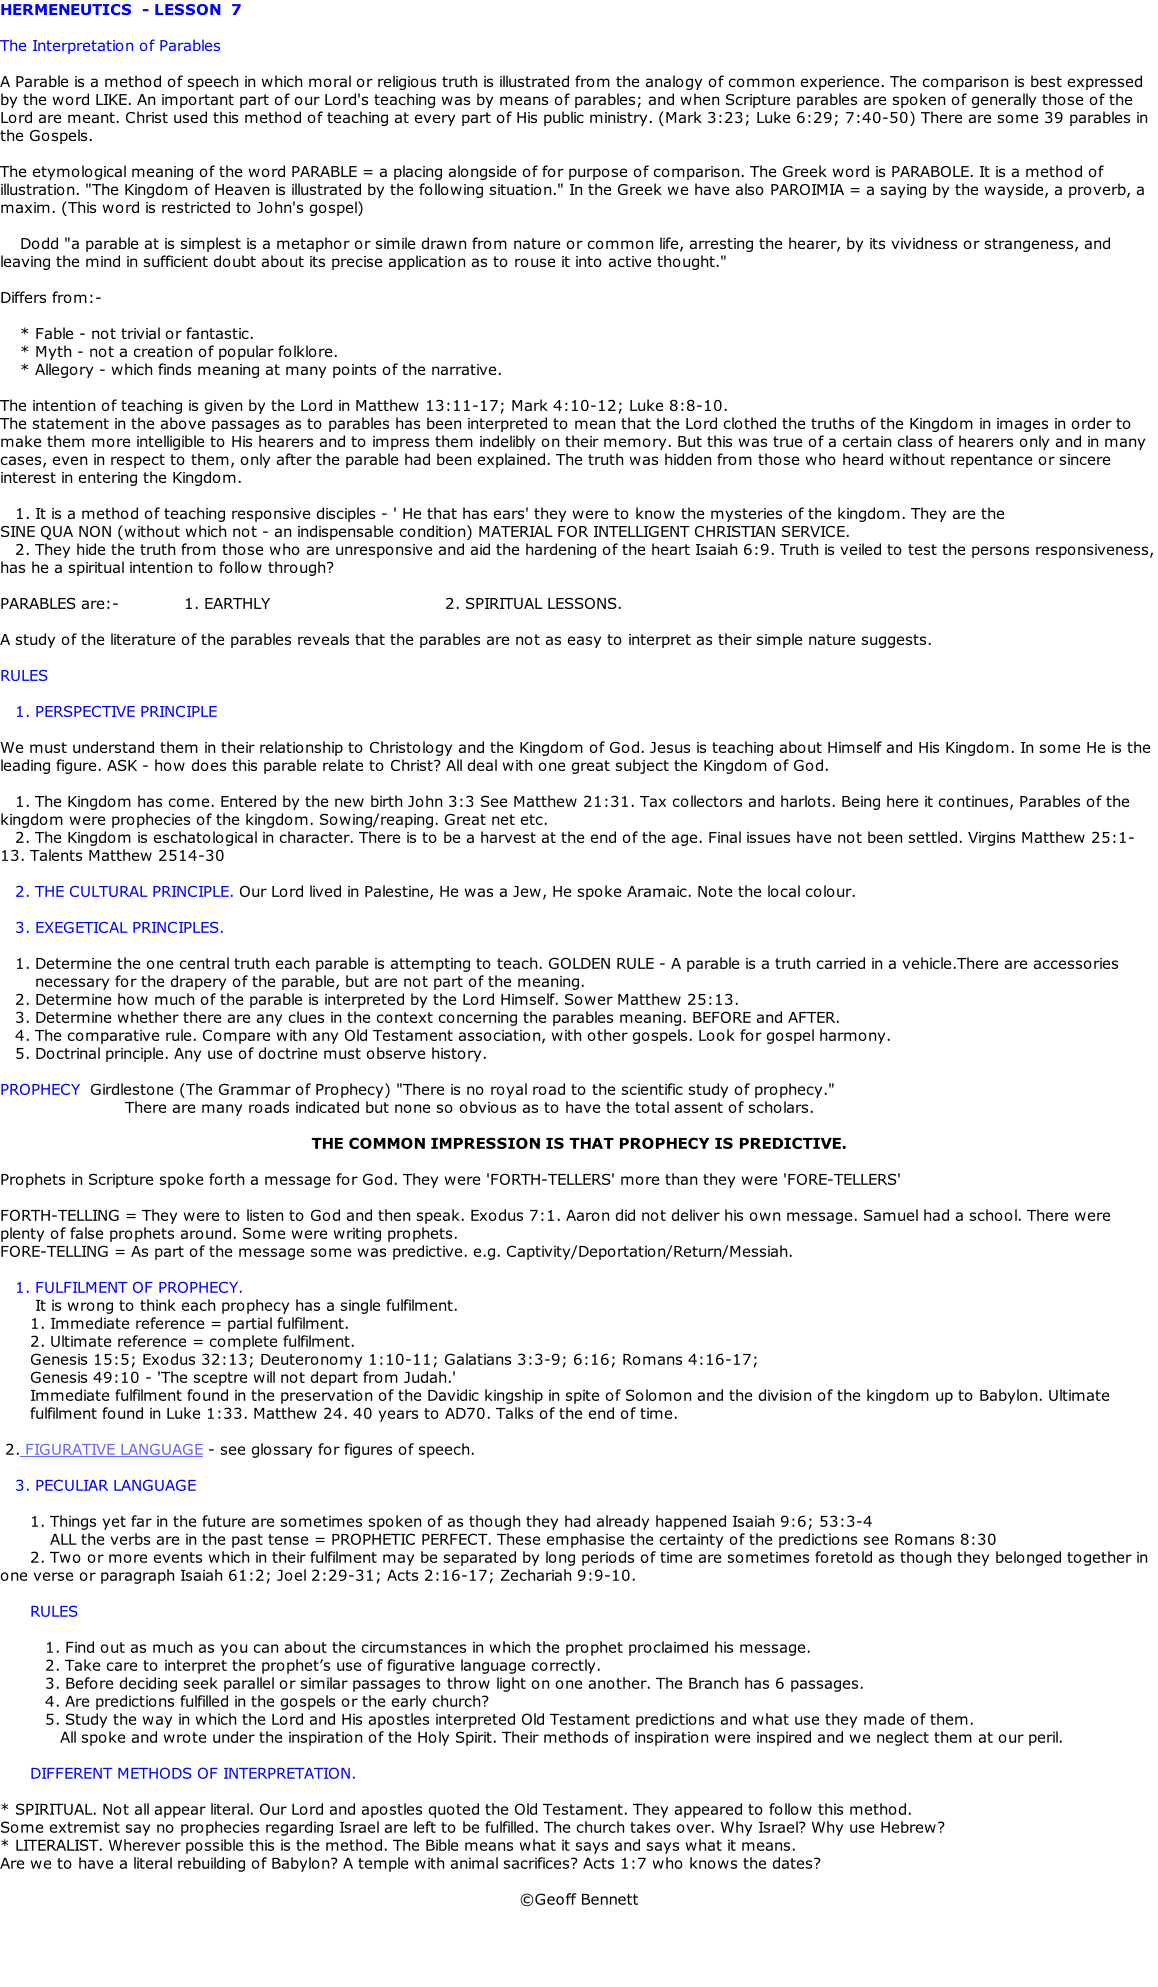 HERMENEUTICS - LESSON 7
The Interpretation of Parables
A Parable is a method of speech in which moral or religious truth is illustrated from the analogy of common experience. The comparison is best expressed
by the word LIKE. An important part of our Lord's teaching was by means of parables; and when Scripture parables are spoken of generally those of the
Lord are meant. Christ used this method of teaching at every part of His public ministry. (Mark 3:23; Luke 6:29; 7:40-50) There are some 39 parables in
the Gospels.
The etymological meaning of the word PARABLE = a placing alongside of for purpose of comparison. The Greek word is PARABOLE. It is a method of
illustration. "The Kingdom of Heaven is illustrated by the following situation." In the Greek we have also PAROIMIA = a saying by the wayside, a proverb, a
maxim. (This word is restricted to John's gospel)
Dodd "a parable at is simplest is a metaphor or simile drawn from nature or common life, arresting the hearer, by its vividness or strangeness, and
leaving the mind in sufficient doubt about its precise application as to rouse it into active thought."
Differs from:-
* Fable - not trivial or fantastic.
* Myth - not a creation of popular folklore.
* Allegory - which finds meaning at many points of the narrative.
The intention of teaching is given by the Lord in Matthew 13:11-17; Mark 4:10-12; Luke 8:8-10.
The statement in the above passages as to parables has been interpreted to mean that the Lord clothed the truths of the Kingdom in images in order to
make them more intelligible to His hearers and to impress them indelibly on their memory. But this was true of a certain class of hearers only and in many
cases, even in respect to them, only after the parable had been explained. The truth was hidden from those who heard without repentance or sincere
interest in entering the Kingdom.
1. It is a method of teaching responsive disciples - ' He that has ears' they were to know the mysteries of the kingdom. They are the
SINE QUA NON (without which not - an indispensable condition) MATERIAL FOR INTELLIGENT CHRISTIAN SERVICE.
2. They hide the truth from those who are unresponsive and aid the hardening of the heart Isaiah 6:9. Truth is veiled to test the persons responsiveness,
has he a spiritual intention to follow through?
PARABLES are:- 1. EARTHLY 2. SPIRITUAL LESSONS.
A study of the literature of the parables reveals that the parables are not as easy to interpret as their simple nature suggests.
RULES
1. PERSPECTIVE PRINCIPLE
We must understand them in their relationship to Christology and the Kingdom of God. Jesus is teaching about Himself and His Kingdom. In some He is the
leading figure. ASK - how does this parable relate to Christ? All deal with one great subject the Kingdom of God.
1. The Kingdom has come. Entered by the new birth John 3:3 See Matthew 21:31. Tax collectors and harlots. Being here it continues, Parables of the
kingdom were prophecies of the kingdom. Sowing/reaping. Great net etc.
2. The Kingdom is eschatological in character. There is to be a harvest at the end of the age. Final issues have not been settled. Virgins Matthew 25:1-
13. Talents Matthew 2514-30
2. THE CULTURAL PRINCIPLE. Our Lord lived in Palestine, He was a Jew, He spoke Aramaic. Note the local colour.
3. EXEGETICAL PRINCIPLES.
1. Determine the one central truth each parable is attempting to teach. GOLDEN RULE - A parable is a truth carried in a vehicle.There are accessories
necessary for the drapery of the parable, but are not part of the meaning.
2. Determine how much of the parable is interpreted by the Lord Himself. Sower Matthew 25:13.
3. Determine whether there are any clues in the context concerning the parables meaning. BEFORE and AFTER.
4. The comparative rule. Compare with any Old Testament association, with other gospels. Look for gospel harmony.
5. Doctrinal principle. Any use of doctrine must observe history.
PROPHECY Girdlestone (The Grammar of Prophecy) "There is no royal road to the scientific study of prophecy."
There are many roads indicated but none so obvious as to have the total assent of scholars.
THE COMMON IMPRESSION IS THAT PROPHECY IS PREDICTIVE.
Prophets in Scripture spoke forth a message for God. They were 'FORTH-TELLERS' more than they were 'FORE-TELLERS'
FORTH-TELLING = They were to listen to God and then speak. Exodus 7:1. Aaron did not deliver his own message. Samuel had a school. There were
plenty of false prophets around. Some were writing prophets.
FORE-TELLING = As part of the message some was predictive. e.g. Captivity/Deportation/Return/Messiah.
1. FULFILMENT OF PROPHECY.
It is wrong to think each prophecy has a single fulfilment.
1. Immediate reference = partial fulfilment.
2. Ultimate reference = complete fulfilment.
Genesis 15:5; Exodus 32:13; Deuteronomy 1:10-11; Galatians 3:3-9; 6:16; Romans 4:16-17;
Genesis 49:10 - 'The sceptre will not depart from Judah.'
Immediate fulfilment found in the preservation of the Davidic kingship in spite of Solomon and the division of the kingdom up to Babylon. Ultimate
fulfilment found in Luke 1:33. Matthew 24. 40 years to AD70. Talks of the end of time.
2. FIGURATIVE LANGUAGE - see glossary for figures of speech.
3. PECULIAR LANGUAGE
1. Things yet far in the future are sometimes spoken of as though they had already happened Isaiah 9:6; 53:3-4
ALL the verbs are in the past tense = PROPHETIC PERFECT. These emphasise the certainty of the predictions see Romans 8:30
2. Two or more events which in their fulfilment may be separated by long periods of time are sometimes foretold as though they belonged together in
one verse or paragraph Isaiah 61:2; Joel 2:29-31; Acts 2:16-17; Zechariah 9:9-10.
RULES
1. Find out as much as you can about the circumstances in which the prophet proclaimed his message.
2. Take care to interpret the prophet’s use of figurative language correctly.
3. Before deciding seek parallel or similar passages to throw light on one another. The Branch has 6 passages.
4. Are predictions fulfilled in the gospels or the early church?
5. Study the way in which the Lord and His apostles interpreted Old Testament predictions and what use they made of them.
All spoke and wrote under the inspiration of the Holy Spirit. Their methods of inspiration were inspired and we neglect them at our peril.
DIFFERENT METHODS OF INTERPRETATION.
* SPIRITUAL. Not all appear literal. Our Lord and apostles quoted the Old Testament. They appeared to follow this method.
Some extremist say no prophecies regarding Israel are left to be fulfilled. The church takes over. Why Israel? Why use Hebrew?
* LITERALIST. Wherever possible this is the method. The Bible means what it says and says what it means.
Are we to have a literal rebuilding of Babylon? A temple with animal sacrifices? Acts 1:7 who knows the dates?
©Geoff Bennett